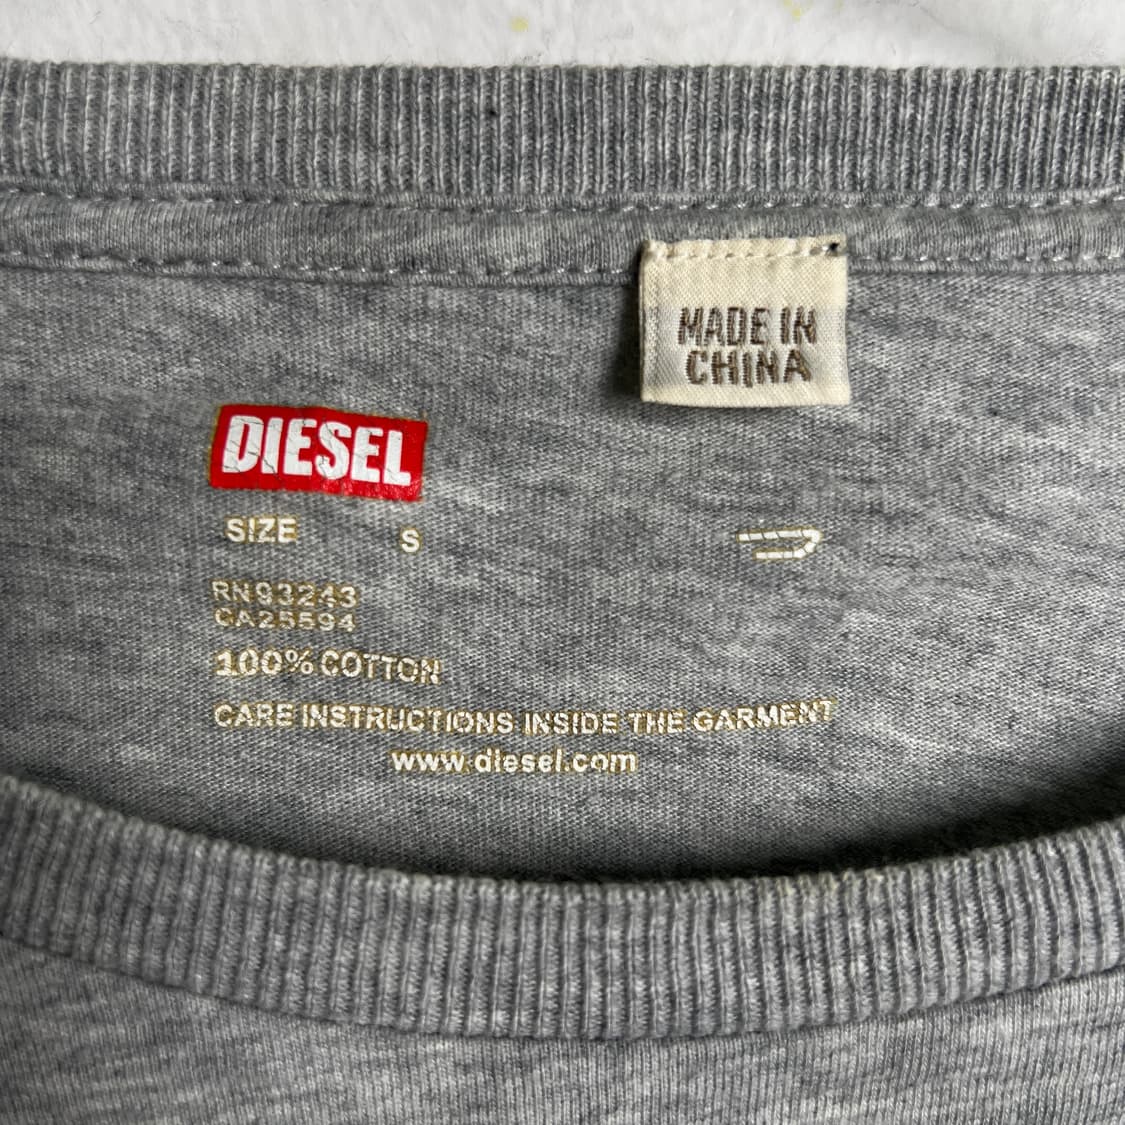 MADE IN
CHINA
DIESEL
SIZE S
RN93243
CA25594
100% COTTON
CARE INSTRUCTIONS INSIDE THE GARMENT
www.diesel.com